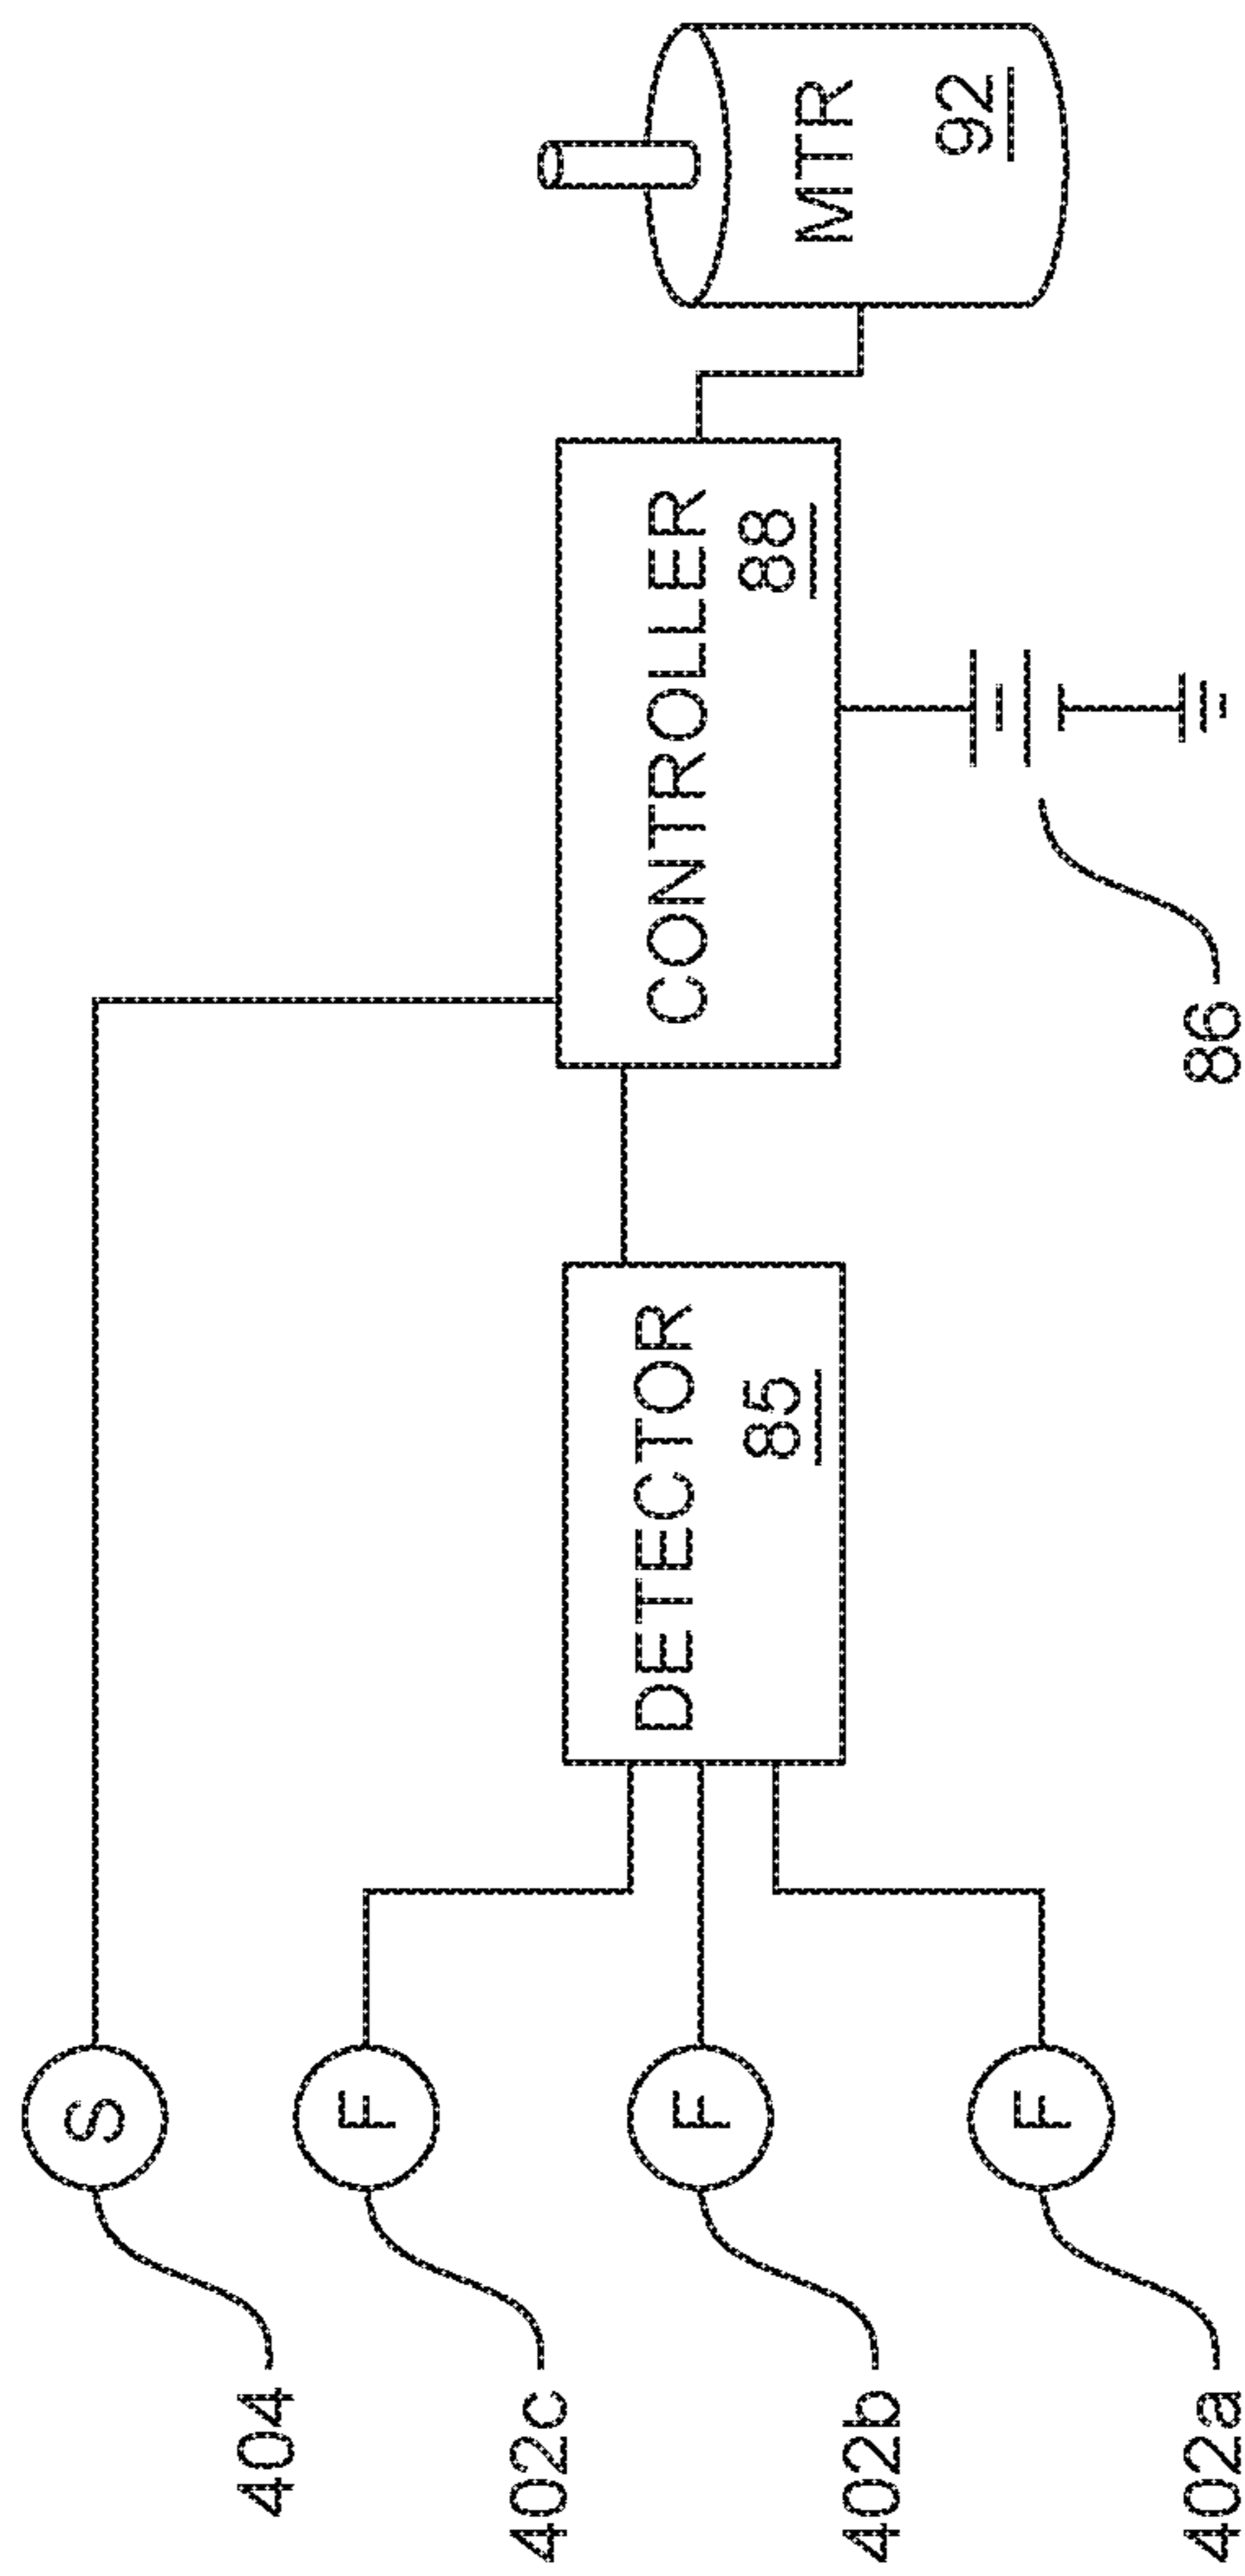 404
S
402c
F
402b
F
402a
F
DETECTOR
85
CONTROLLER
88
86
MTR
92